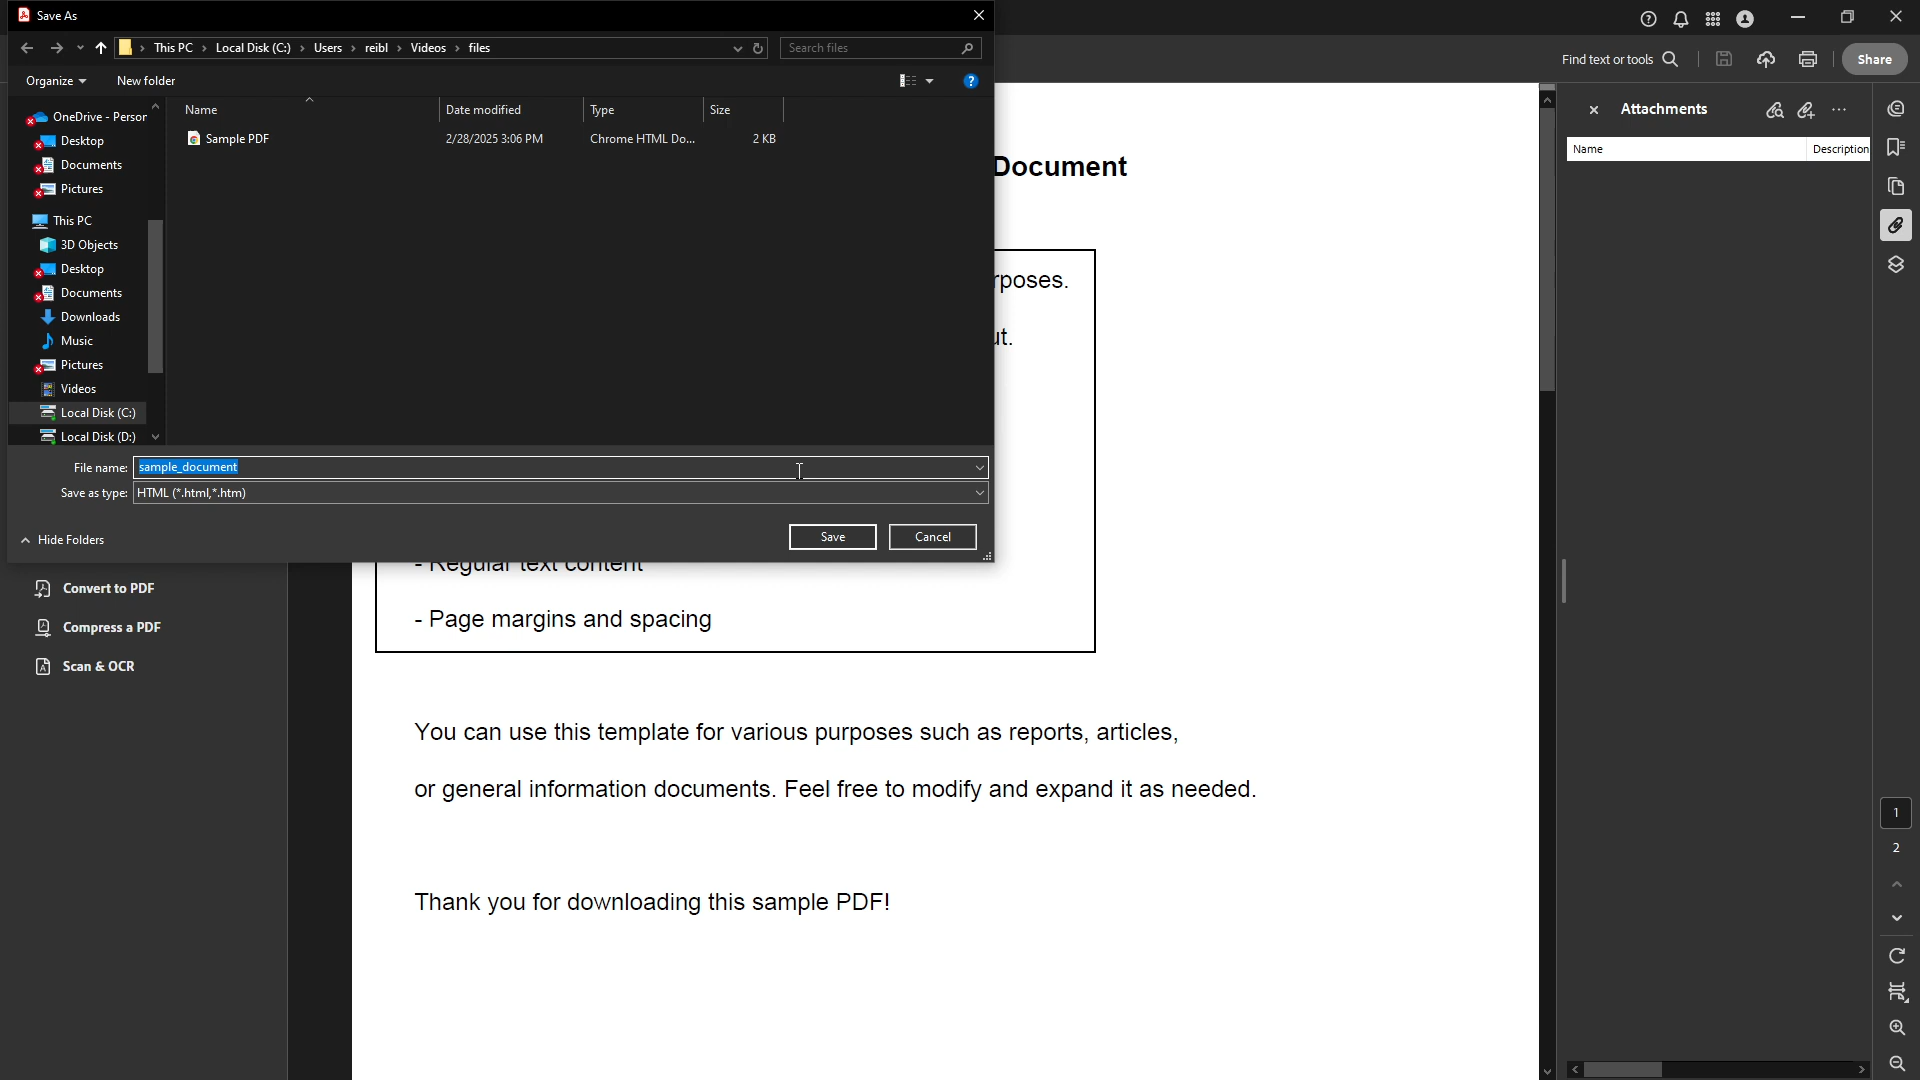 Save As
This PC > Local Disk (C:) > Users > reibl > Videos > files
Search files
Organize
New folder
OneDrive - Person
Desktop
Documents
Pictures
This PC
3D Objects
Desktop
Documents
Downloads
Music
Pictures
Videos
Local Disk (C:)
Local Disk (D:)
Name Date modified Type Size
Sample PDF 2/28/2025 3:06 PM Chrome HTML Do... 2 KB
File name: sample_document
Save as type: HTML (*.html,*.htm)
Hide Folders
Save
Cancel
Convert to PDF
Compress a PDF
Scan & OCR
Find text or tools
Share
Document
rposes.
ut.
- Regular text content
- Page margins and spacing
You can use this template for various purposes such as reports, articles,
or general information documents. Feel free to modify and expand it as needed.
Thank you for downloading this sample PDF!
Attachments
Name Description
1
2